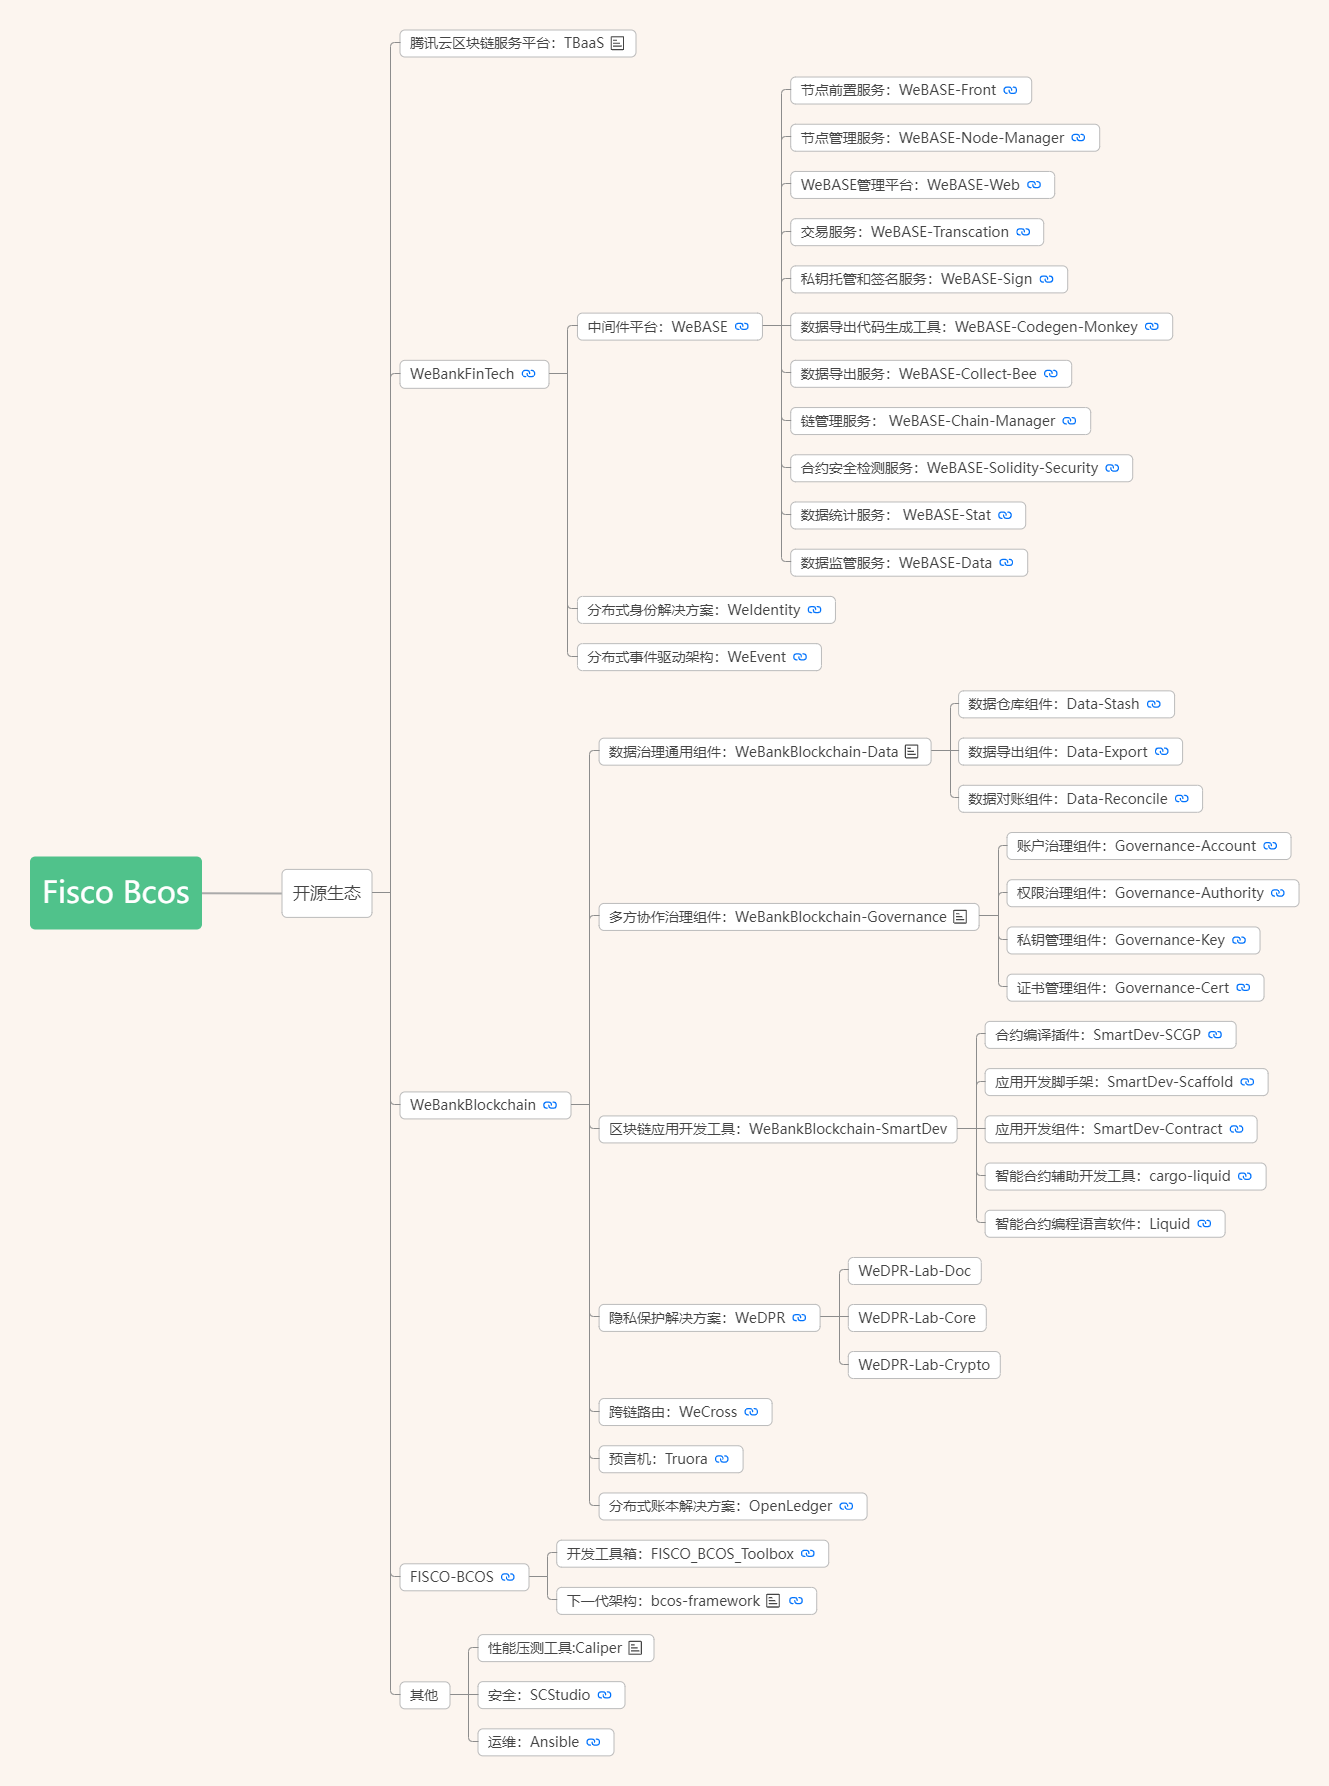 腾讯云区块链服务平台：TBaaS
节点前置服务：WeBASE-Front
节点管理服务：WeBASE-Node-Manager
WeBASE管理平台：WeBASE-Web
交易服务：WeBASE-Transcation
私钥托管和签名服务：WeBASE-Sign
中间件平台：WeBASE
数据导出代码生成工具：WeBASE-Codegen-Monkey
WeBankFinTech
数据导出服务：WeBASE-Collect-Bee
链管理服务： WeBASE-Chain-Manager
合约安全检测服务：WeBASE-Solidity-Security
数据统计服务： WeBASE-Stat
数据监管服务：WeBASE-Data
分布式身份解决方案：WeIdentity
分布式事件驱动架构：WeEvent
数据仓库组件：Data-Stash
数据治理通用组件：WeBankBlockchain-Data
数据导出组件：Data-Export
数据对账组件：Data-Reconcile
账户治理组件：Governance-Account
Fisco Bcos
开源生态
权限治理组件：Governance-Authority
多方协作治理组件：WeBankBlockchain-Governance
私钥管理组件：Governance-Key
证书管理组件：Governance-Cert
合约编译插件：SmartDev-SCGP
应用开发脚手架：SmartDev-Scaffold
WeBankBlockchain
区块链应用开发工具：WeBankBlockchain-SmartDev
应用开发组件：SmartDev-Contract
智能合约辅助开发工具：cargo-liquid
智能合约编程语言软件：Liquid
WeDPR-Lab-Doc
隐私保护解决方案：WeDPR
WeDPR-Lab-Core
WeDPR-Lab-Crypto
跨链路由：WeCross
预言机：Truora
分布式账本解决方案：OpenLedger
开发工具箱：FISCO_BCOS_Toolbox
FISCO-BCOS
下一代架构：bcos-framework
性能压测工具:Caliper
其他
安全：SCStudio
运维：Ansible